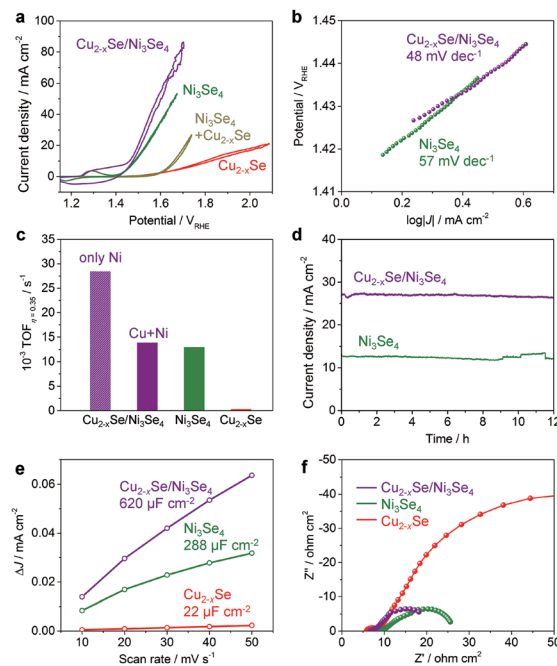 a
Current density / mA cm⁻²
100
80
60
40
20
0
Cu₂₋ₓSe/Ni₃Se₄
Ni₃Se₄
Ni₃Se₄
+Cu₂₋ₓSe
Cu₂₋ₓSe
1.2 1.4 1.6 1.8 2.0
Potential / V_RHE
b
Potential / V_RHE
1.45
1.44
1.43
1.42
1.41
Cu₂₋ₓSe/Ni₃Se₄
48 mV dec⁻¹
Ni₃Se₄
57 mV dec⁻¹
0.0 0.2 0.4 0.6
log|J| / mA cm⁻²
c
10⁻³ TOF η = 0.35 / s⁻¹
35
30
25
20
15
10
5
0
only Ni
Cu+Ni
Cu₂₋ₓSe/Ni₃Se₄ Ni₃Se₄ Cu₂₋ₓSe
d
Current density / mA cm⁻²
40
30
20
10
0
Cu₂₋ₓSe/Ni₃Se₄
Ni₃Se₄
0 2 4 6 8 10 12
Time / h
e
ΔJ / mA cm⁻²
0.06
0.04
0.02
0.00
Cu₂₋ₓSe/Ni₃Se₄
620 µF cm⁻²
Ni₃Se₄
288 µF cm⁻²
Cu₂₋ₓSe
22 µF cm⁻²
10 20 30 40 50
Scan rate / mV s⁻¹
f
Z'' / ohm cm²
-50
-40
-30
-20
-10
0
Cu₂₋ₓSe/Ni₃Se₄
Ni₃Se₄
Cu₂₋ₓSe
0 10 20 30 40 50
Z' / ohm cm²